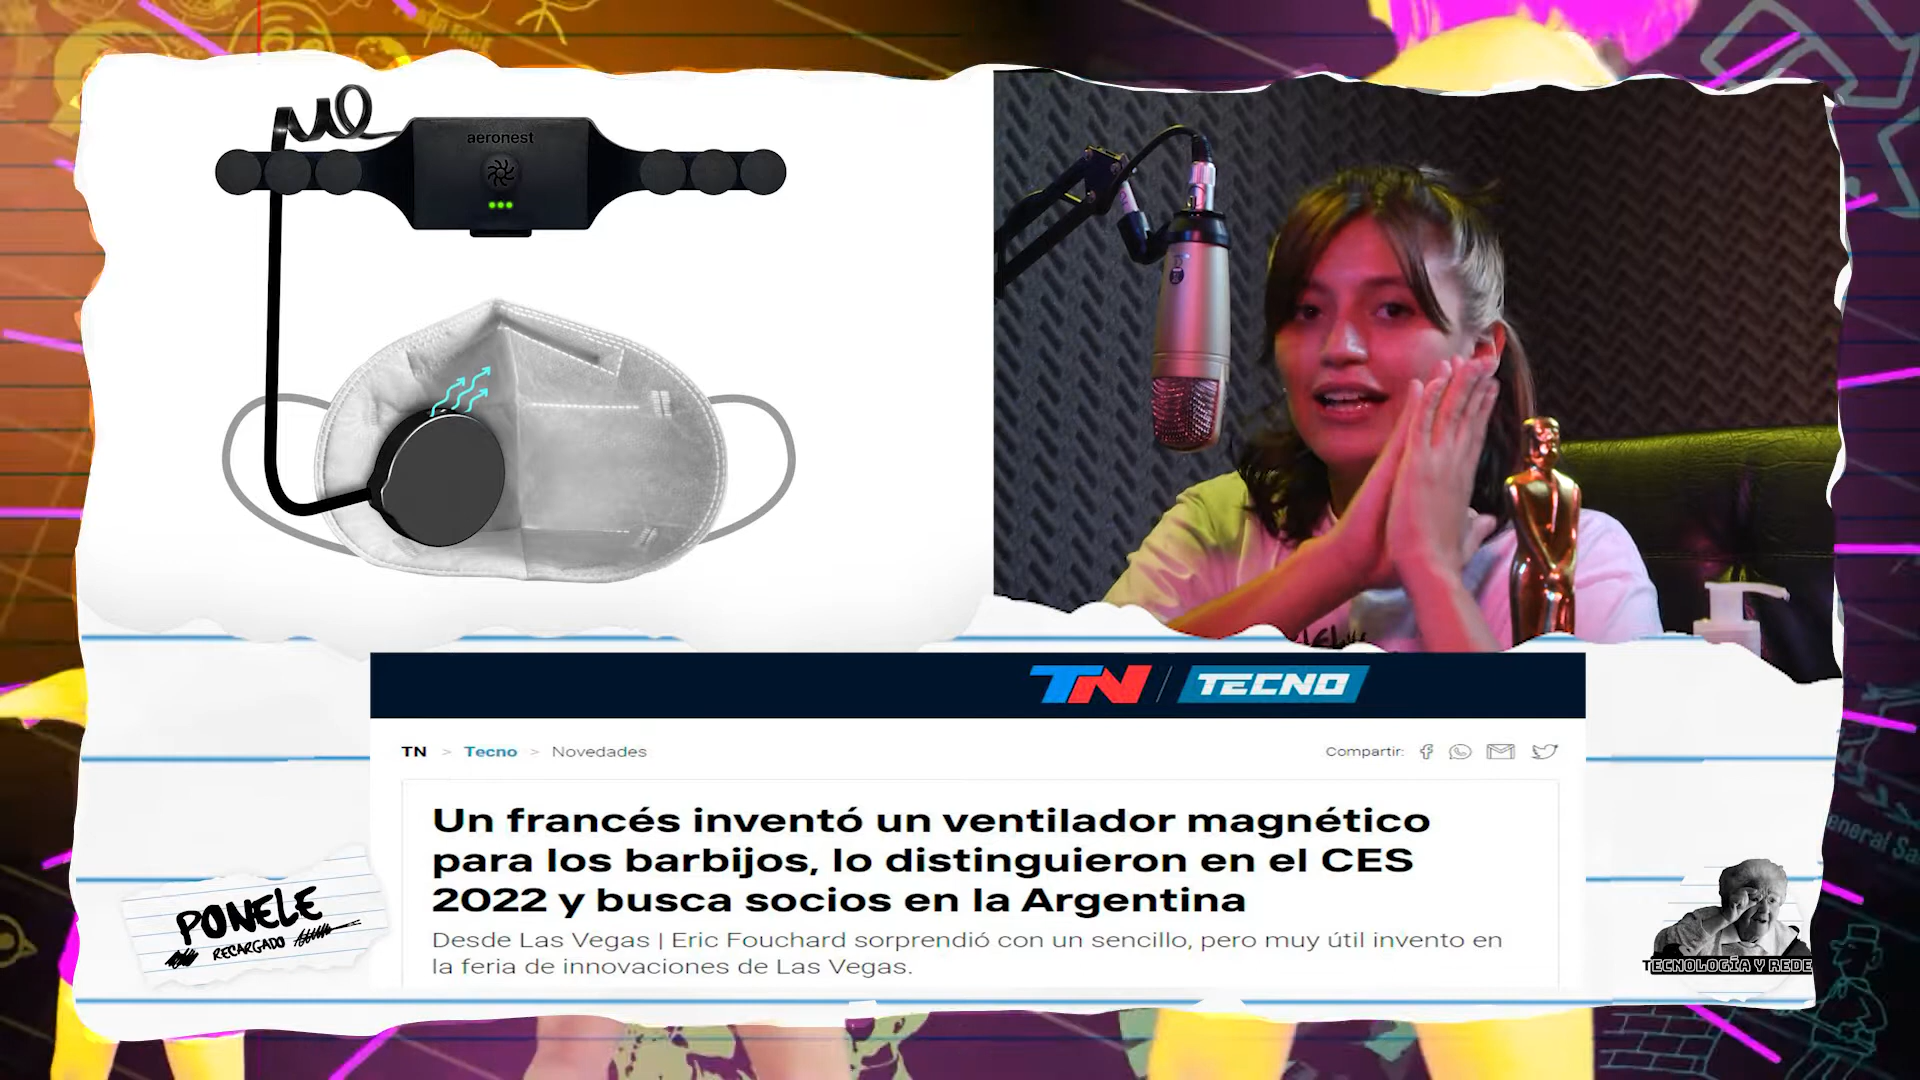 aeronest
TN / TECNO
TN > Tecno > Novedades
Compartir:
Un francés inventó un ventilador magnético
para los barbijos, lo distinguieron en el CES
2022 y busca socios en la Argentina
Desde Las Vegas | Eric Fouchard sorprendió con un sencillo, pero muy útil invento en
la feria de innovaciones de Las Vegas.
PONELE
RECARGADO
TECNOLOGÍA Y REDE